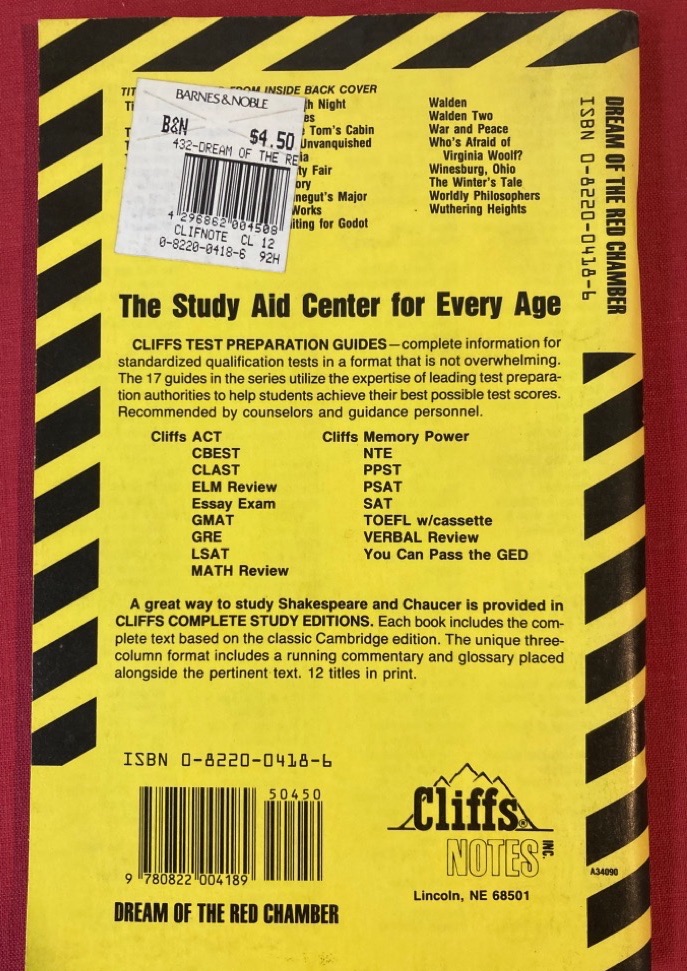 TIT FROM INSIDE BACK COVER
BARNES & NOBLE
B&N
$4.50
432-DREAM OF THE RE
4 296862 004508
CLIFNOTE CL 12
0-8220-0418-6 92H
Night
Tom's Cabin
Fair
Major
Works
for Godot
Walden
Walden Two
War and Peace
Who's Afraid of
Virginia Woolf?
Winesburg, Ohio
The Winter's Tale
Worldly Philosophers
Wuthering Heights
DREAM OF THE RED CHAMBER
ISBN 0-8220-0418-6
The Study Aid Center for Every Age
CLIFFS TEST PREPARATION GUIDES—complete information for
standardized qualification tests in a format that is not overwhelming.
The 17 guides in the series utilize the expertise of leading test prepara-
tion authorities to help students achieve their best possible test scores.
Recommended by counselors and guidance personnel.
Cliffs ACT
CBEST
CLAST
ELM Review
Essay Exam
GMAT
GRE
LSAT
MATH Review
Cliffs Memory Power
NTE
PPST
PSAT
SAT
TOEFL w/cassette
VERBAL Review
You Can Pass the GED
A great way to study Shakespeare and Chaucer is provided in
CLIFFS COMPLETE STUDY EDITIONS. Each book includes the com-
plete text based on the classic Cambridge edition. The unique three-
column format includes a running commentary and glossary placed
alongside the pertinent text. 12 titles in print.
ISBN 0-8220-0418-6
50450
9 780822 004189
DREAM OF THE RED CHAMBER
Cliffs®
NOTES INC.
Lincoln, NE 68501
A34090